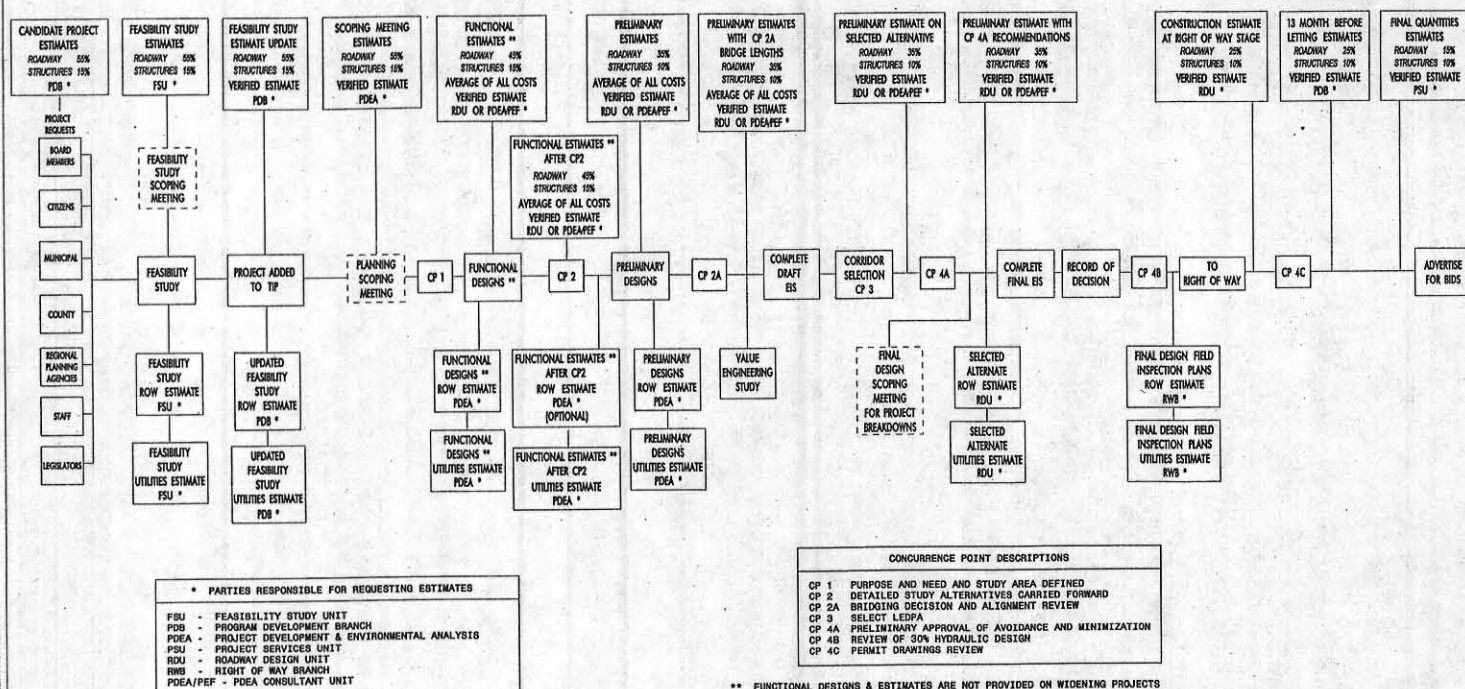 CANDIDATE PROJECT
ESTIMATES
ROADWAY 55%
STRUCTURES 15%
PDB *
FEASIBILITY STUDY
ESTIMATES
ROADWAY 55%
STRUCTURES 15%
FSU *
FEASIBILITY STUDY
ESTIMATE UPDATE
ROADWAY 55%
STRUCTURES 15%
VERIFIED ESTIMATE
PDB *
SCOPING MEETING
ESTIMATES
ROADWAY 55%
STRUCTURES 15%
VERIFIED ESTIMATE
PDEA *
FUNCTIONAL
ESTIMATES **
ROADWAY 45%
STRUCTURES 15%
AVERAGE OF ALL COSTS
VERIFIED ESTIMATE
RDU OR PDEA/PEF *
PRELIMINARY
ESTIMATES
ROADWAY 35%
STRUCTURES 10%
AVERAGE OF ALL COSTS
VERIFIED ESTIMATE
RDU OR PDEA/PEF *
PRELIMINARY ESTIMATES
WITH CP 2A
BRIDGE LENGTHS
ROADWAY 35%
STRUCTURES 10%
AVERAGE OF ALL COSTS
VERIFIED ESTIMATE
RDU OR PDEA/PEF *
PRELIMINARY ESTIMATE ON
SELECTED ALTERNATIVE
ROADWAY 35%
STRUCTURES 10%
VERIFIED ESTIMATE
RDU OR PDEA/PEF *
PRELIMINARY ESTIMATE WITH
CP 4A RECOMMENDATIONS
ROADWAY 35%
STRUCTURES 10%
VERIFIED ESTIMATE
RDU OR PDEA/PEF *
CONSTRUCTION ESTIMATE
AT RIGHT OF WAY STAGE
ROADWAY 25%
STRUCTURES 10%
VERIFIED ESTIMATE
RDU *
13 MONTH BEFORE
LETTING ESTIMATES
ROADWAY 25%
STRUCTURES 10%
VERIFIED ESTIMATE
PDB *
FINAL QUANTITIES
ESTIMATES
ROADWAY 15%
STRUCTURES 10%
VERIFIED ESTIMATE
PSU *
PROJECT
REQUESTS
BOARD
MEMBERS
CITIZENS
MUNICIPAL
COUNTY
REGIONAL
PLANNING
AGENCIES
STAFF
LEGISLATORS
FEASIBILITY
STUDY
SCOPING
MEETING
FUNCTIONAL ESTIMATES **
AFTER CP2
ROADWAY 45%
STRUCTURES 15%
AVERAGE OF ALL COSTS
VERIFIED ESTIMATE
RDU OR PDEA/PEF *
FEASIBILITY
STUDY
PROJECT ADDED
TO TIP
PLANNING
SCOPING
MEETING
CP 1
FUNCTIONAL
DESIGNS **
CP 2
PRELIMINARY
DESIGNS
CP 2A
COMPLETE
DRAFT
EIS
CORRIDOR
SELECTION
CP 3
CP 4A
COMPLETE
FINAL EIS
RECORD OF
DECISION
CP 4B
TO
RIGHT OF WAY
CP 4C
ADVERTISE
FOR BIDS
FEASIBILITY
STUDY
ROW ESTIMATE
FSU *
UPDATED
FEASIBILITY
STUDY
ROW ESTIMATE
PDB *
FUNCTIONAL
DESIGNS **
ROW ESTIMATE
PDEA *
FUNCTIONAL ESTIMATES **
AFTER CP2
ROW ESTIMATE
PDEA *
(OPTIONAL)
PRELIMINARY
DESIGNS
ROW ESTIMATE
PDEA *
VALUE
ENGINEERING
STUDY
FINAL
DESIGN
SCOPING
MEETING
FOR PROJECT
BREAKDOWNS
SELECTED
ALTERNATE
ROW ESTIMATE
RDU *
FINAL DESIGN FIELD
INSPECTION PLANS
ROW ESTIMATE
RWB *
FEASIBILITY
STUDY
UTILITIES ESTIMATE
FSU *
UPDATED
FEASIBILITY
STUDY
UTILITIES ESTIMATE
PDB *
FUNCTIONAL
DESIGNS **
UTILITIES ESTIMATE
PDEA *
FUNCTIONAL ESTIMATES **
AFTER CP2
UTILITIES ESTIMATE
PDEA *
PRELIMINARY
DESIGNS
UTILITIES ESTIMATE
PDEA *
SELECTED
ALTERNATE
UTILITIES ESTIMATE
RDU *
FINAL DESIGN FIELD
INSPECTION PLANS
UTILITIES ESTIMATE
RWB *
* PARTIES RESPONSIBLE FOR REQUESTING ESTIMATES
FSU - FEASIBILITY STUDY UNIT
PDB - PROGRAM DEVELOPMENT BRANCH
PDEA - PROJECT DEVELOPMENT & ENVIRONMENTAL ANALYSIS
PSU - PROJECT SERVICES UNIT
RDU - ROADWAY DESIGN UNIT
RWB - RIGHT OF WAY BRANCH
PDEA/PEF - PDEA CONSULTANT UNIT
CONCURRENCE POINT DESCRIPTIONS
CP 1 PURPOSE AND NEED AND STUDY AREA DEFINED
CP 2 DETAILED STUDY ALTERNATIVES CARRIED FORWARD
CP 2A BRIDGING DECISION AND ALIGNMENT REVIEW
CP 3 SELECT LEDPA
CP 4A PRELIMINARY APPROVAL OF AVOIDANCE AND MINIMIZATION
CP 4B REVIEW OF 30% HYDRAULIC DESIGN
CP 4C PERMIT DRAWINGS REVIEW
** FUNCTIONAL DESIGNS & ESTIMATES ARE NOT PROVIDED ON WIDENING PROJECTS